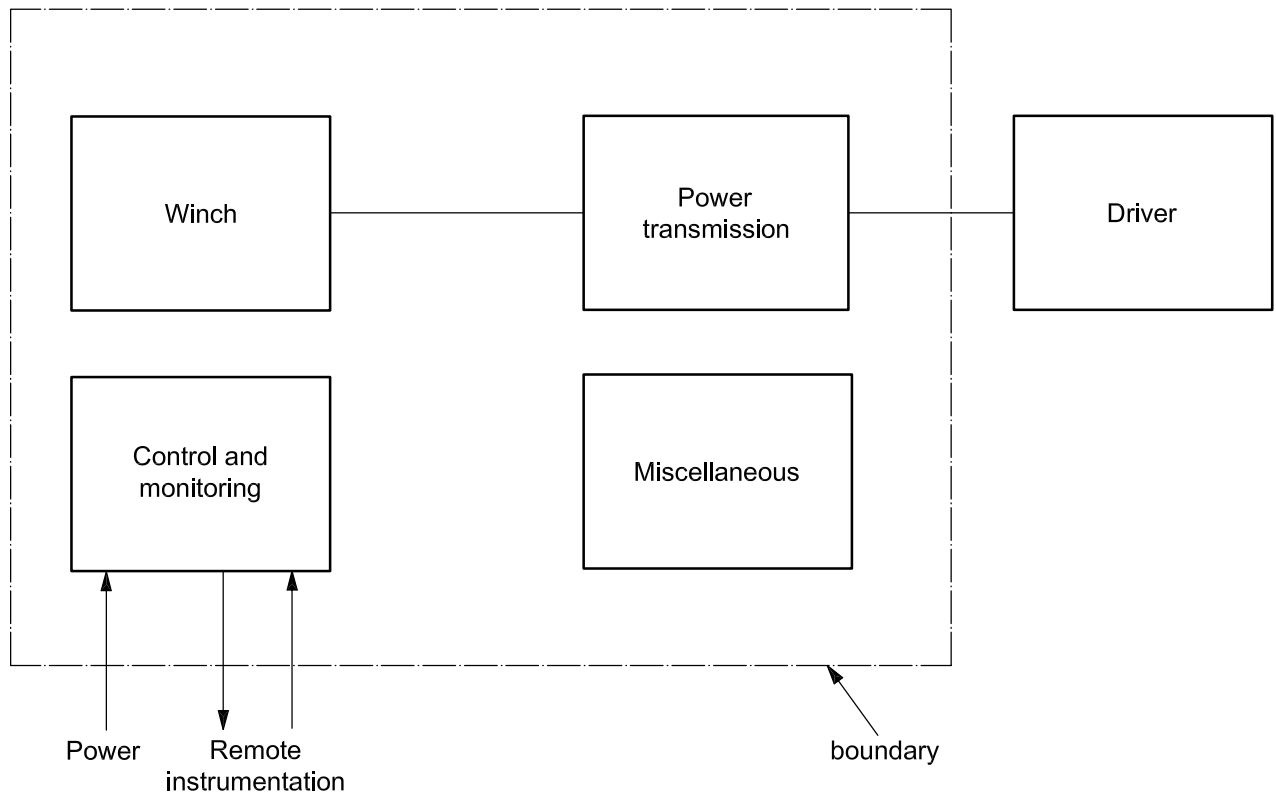 Winch
Power
transmission
Driver
Control and
monitoring
Miscellaneous
Power
Remote
instrumentation
boundary